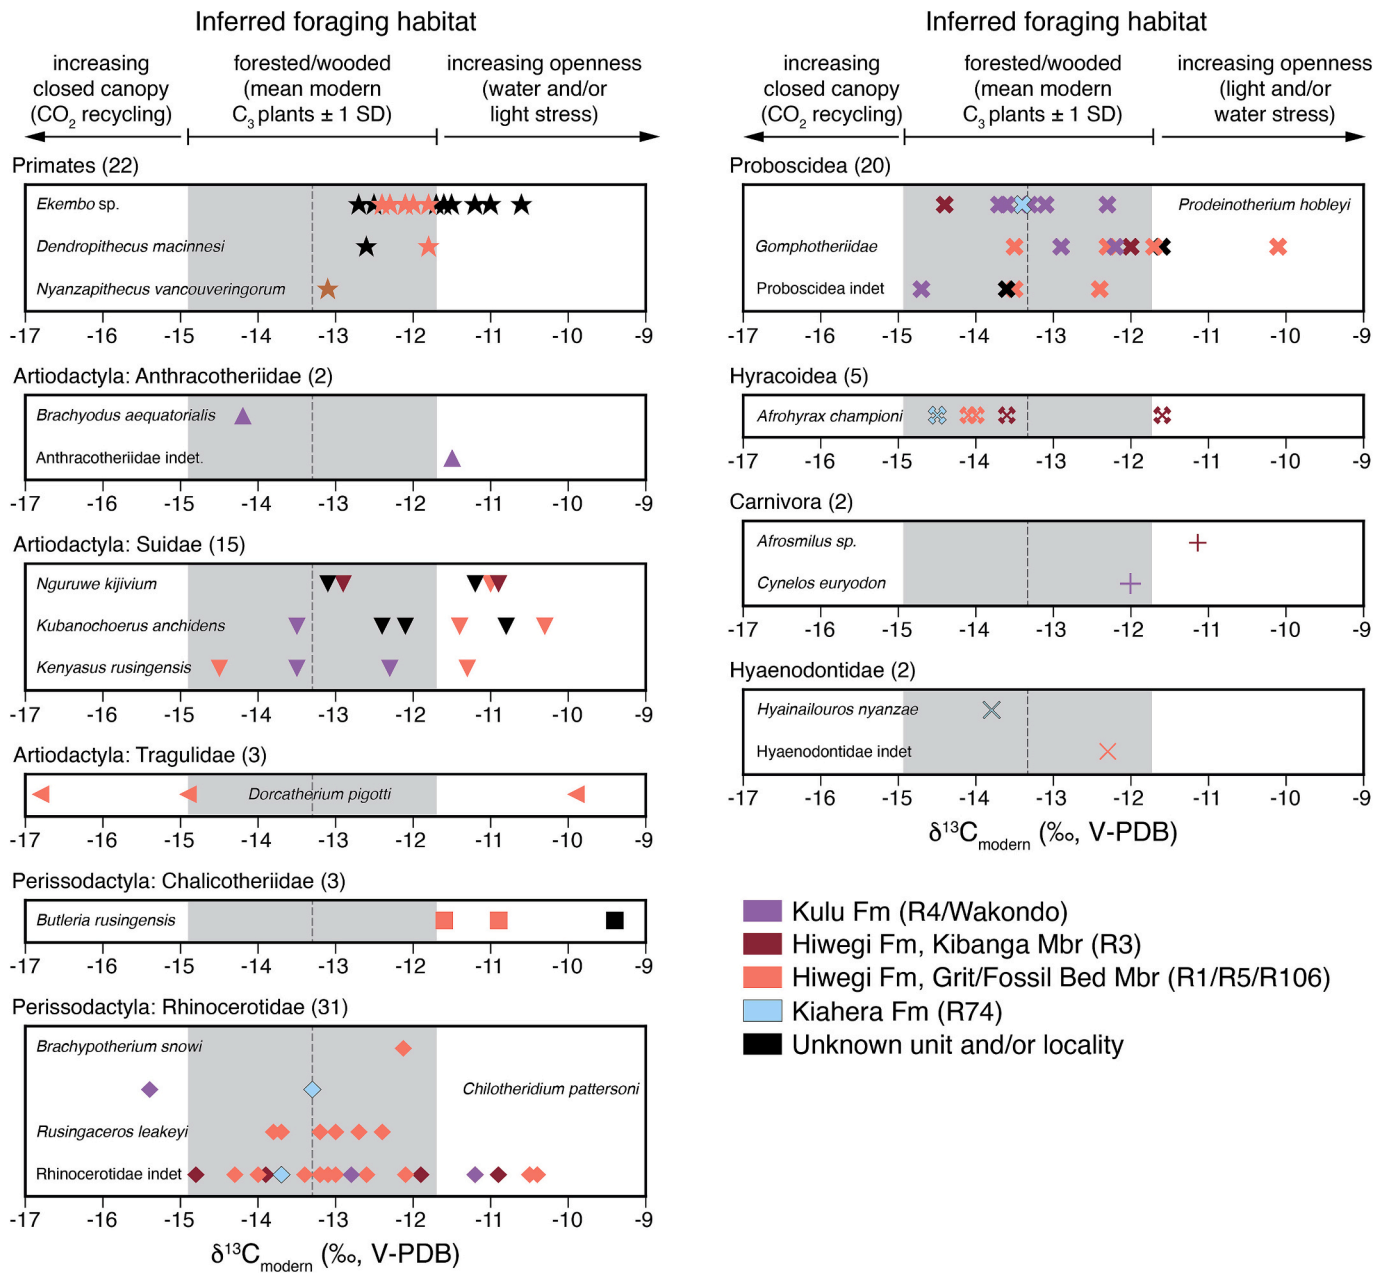 Inferred foraging habitat
increasing
closed canopy
(CO2 recycling)
forested/wooded
(mean modern
C3 plants ± 1 SD)
increasing openness
(water and/or
light stress)
Primates (22)
Ekembo sp.
Dendropithecus macinnesi
Nyanzapithecus vancouveringorum
-17 -16 -15 -14 -13 -12 -11 -10 -9
Artiodactyla: Anthracotheriidae (2)
Brachyodus aequatorialis
Anthracotheriidae indet.
-17 -16 -15 -14 -13 -12 -11 -10 -9
Artiodactyla: Suidae (15)
Nguruwe kijivium
Kubanochoerus anchidens
Kenyasus rusingensis
-17 -16 -15 -14 -13 -12 -11 -10 -9
Artiodactyla: Tragulidae (3)
Dorcatherium pigotti
-17 -16 -15 -14 -13 -12 -11 -10 -9
Perissodactyla: Chalicotheriidae (3)
Butleria rusingensis
-17 -16 -15 -14 -13 -12 -11 -10 -9
Perissodactyla: Rhinocerotidae (31)
Brachypotherium snowi
Chilotheridium pattersoni
Rusingaceros leakeyi
Rhinocerotidae indet
-17 -16 -15 -14 -13 -12 -11 -10 -9
δ13Cmodern (‰, V-PDB)
Inferred foraging habitat
increasing
closed canopy
(CO2 recycling)
forested/wooded
(mean modern
C3 plants ± 1 SD)
increasing openness
(light and/or
water stress)
Proboscidea (20)
Prodeinotherium hobleyi
Gomphotheriidae
Proboscidea indet
-17 -16 -15 -14 -13 -12 -11 -10 -9
Hyracoidea (5)
Afrohyrax championi
-17 -16 -15 -14 -13 -12 -11 -10 -9
Carnivora (2)
Afrosmilus sp.
Cynelos euryodon
-17 -16 -15 -14 -13 -12 -11 -10 -9
Hyaenodontidae (2)
Hyainailouros nyanzae
Hyaenodontidae indet
-17 -16 -15 -14 -13 -12 -11 -10 -9
δ13Cmodern (‰, V-PDB)
Kulu Fm (R4/Wakondo)
Hiwegi Fm, Kibanga Mbr (R3)
Hiwegi Fm, Grit/Fossil Bed Mbr (R1/R5/R106)
Kiahera Fm (R74)
Unknown unit and/or locality